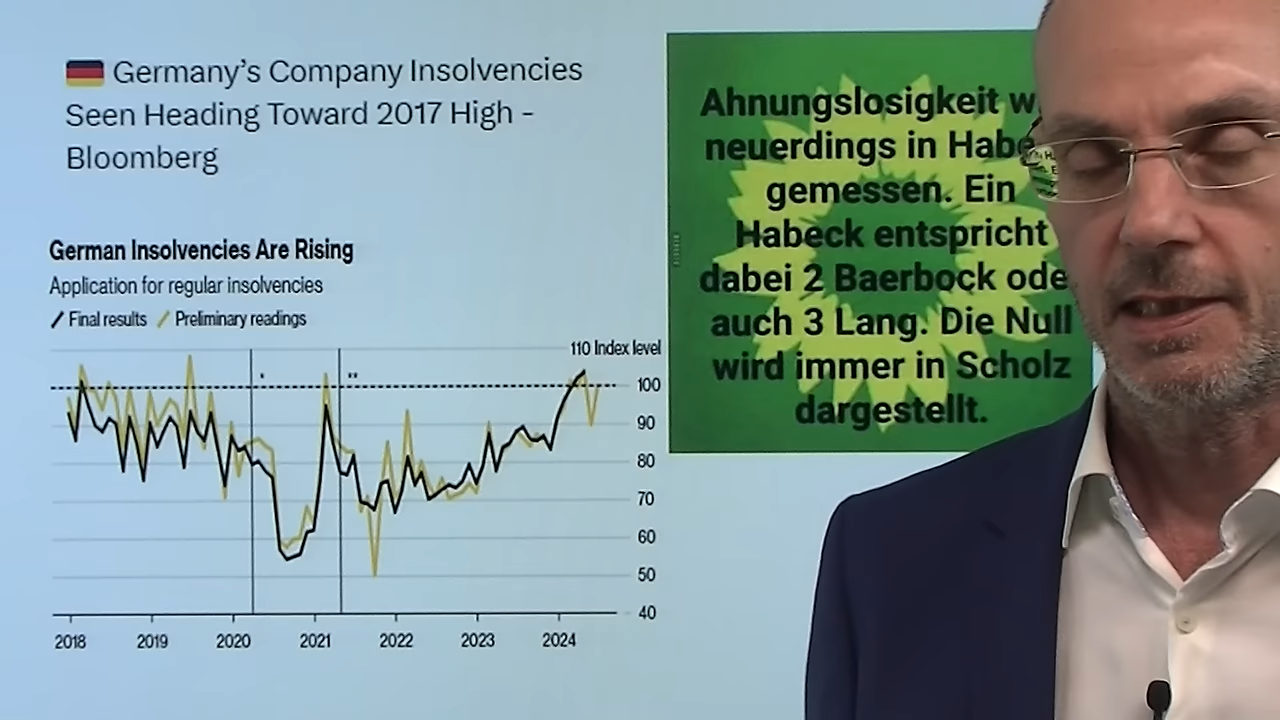 Germany's Company Insolvencies
Seen Heading Toward 2017 High -
Bloomberg
German Insolvencies Are Rising
Application for regular insolvencies
Final results Preliminary readings
110 Index level
* **
100
90
80
70
60
50
40
2018 2019 2020 2021 2022 2023 2024
Ahnungslosigkeit
neuerdings in
gemessen. Ein
Habeck entspricht
dabei 2 Baerbock
auch 3 Lang. Die Null
wird immer in Scholz
dargestellt.